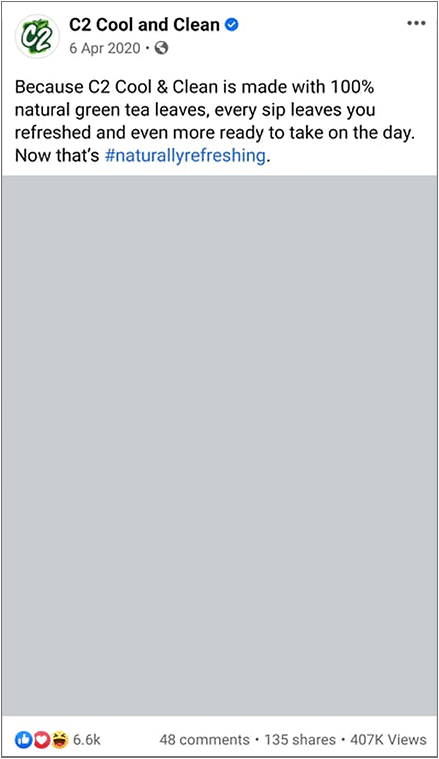 C2
C2 Cool and Clean
6 Apr 2020 •
Because C2 Cool & Clean is made with 100%
natural green tea leaves, every sip leaves you
refreshed and even more ready to take on the day.
Now that's #naturallyrefreshing.
6.6k 48 comments • 135 shares • 407K Views